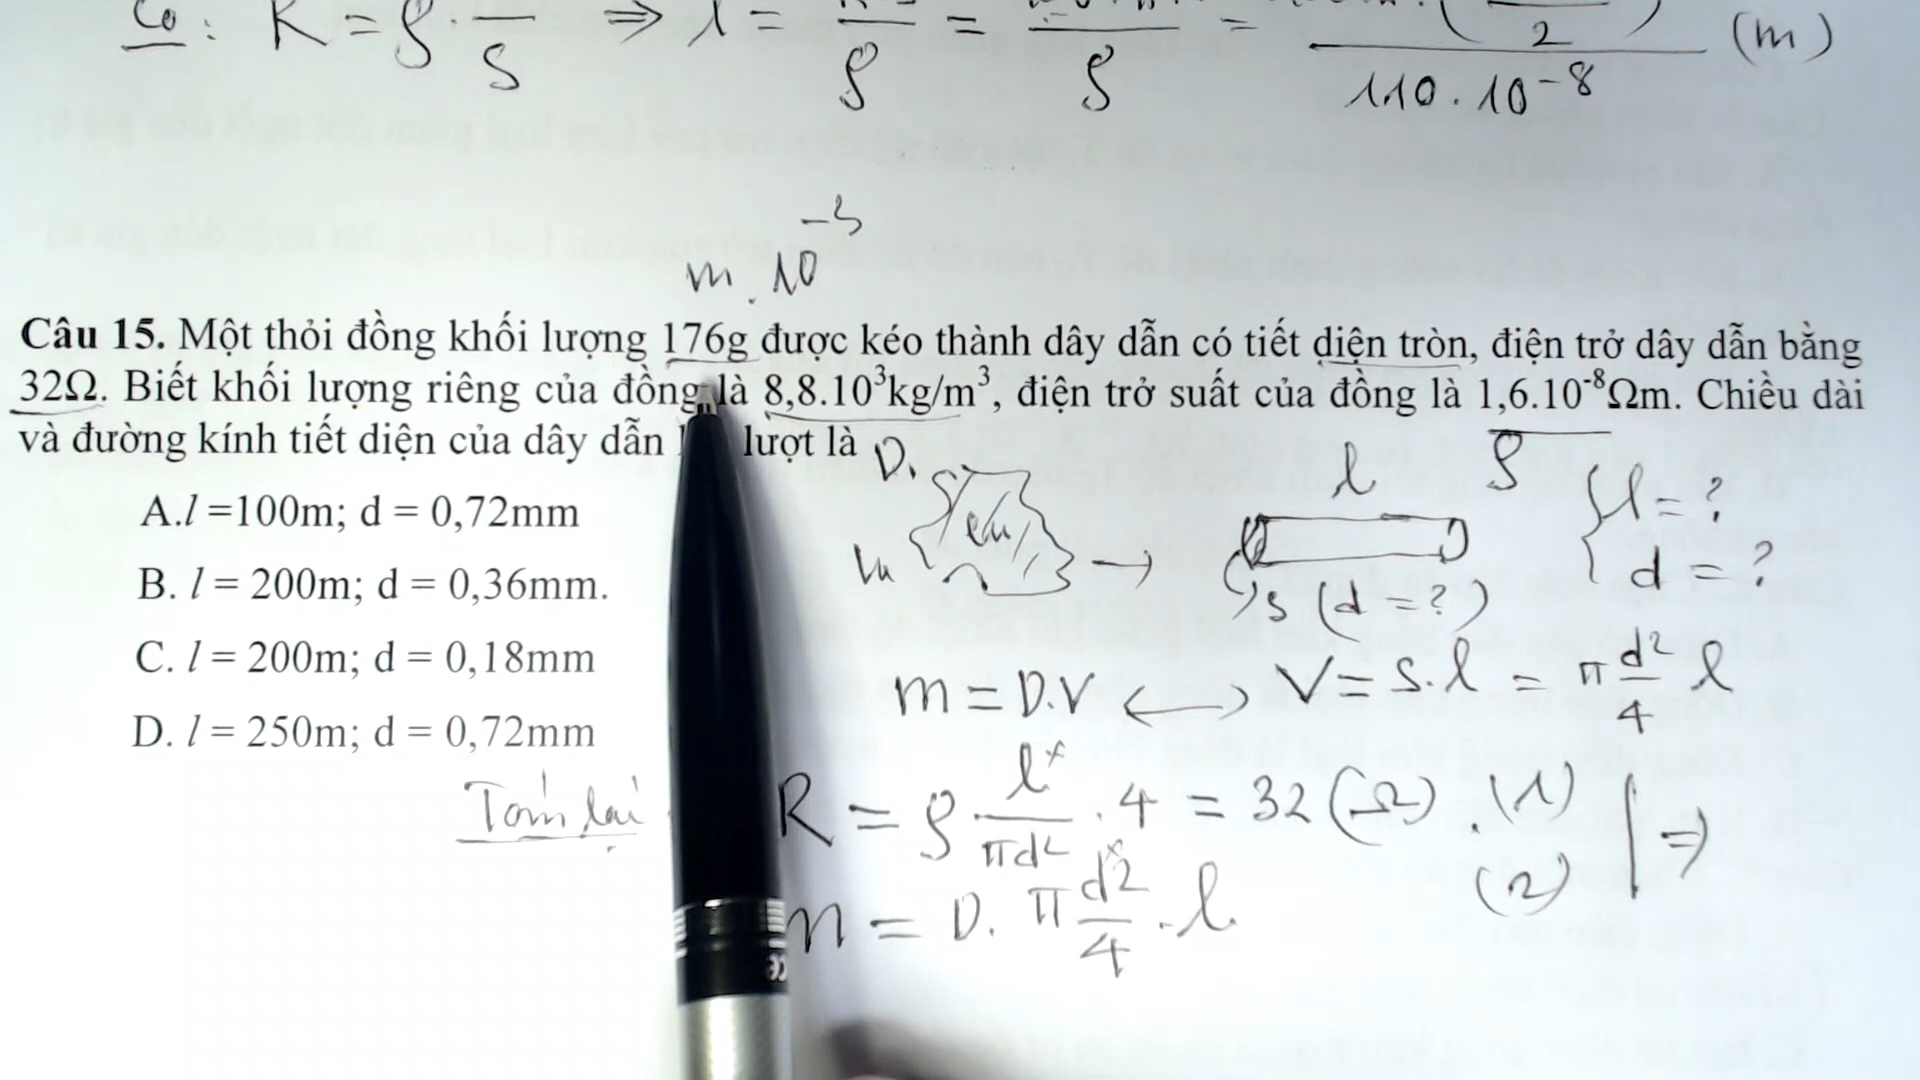 Có : R = ρ. — / S ⇒ l = — / ρ = — / ρ = ( — / 2 ) / 110.10⁻⁸ (m)
m.10⁻³
Câu 15. Một thỏi đồng khối lượng 176g được kéo thành dây dẫn có tiết diện tròn, điện trở dây dẫn bằng
32Ω. Biết khối lượng riêng của đồng là 8,8.10³kg/m³, điện trở suất của đồng là 1,6.10⁻⁸Ωm. Chiều dài
và đường kính tiết diện của dây dẫn lượt là D.
l ρ { l = ?
A.l =100m; d = 0,72mm
Cu →
d = ?
B. l = 200m; d = 0,36mm.
S (d = ?)
C. l = 200m; d = 0,18mm
m = D.V ⟷ V = S.l = π d²/4 l
D. l = 250m; d = 0,72mm
Tóm lại R = ρ. l/πd² .4 = 32 (Ω) . (1) | ⇒
m = D. π d²/4 . l. (2)